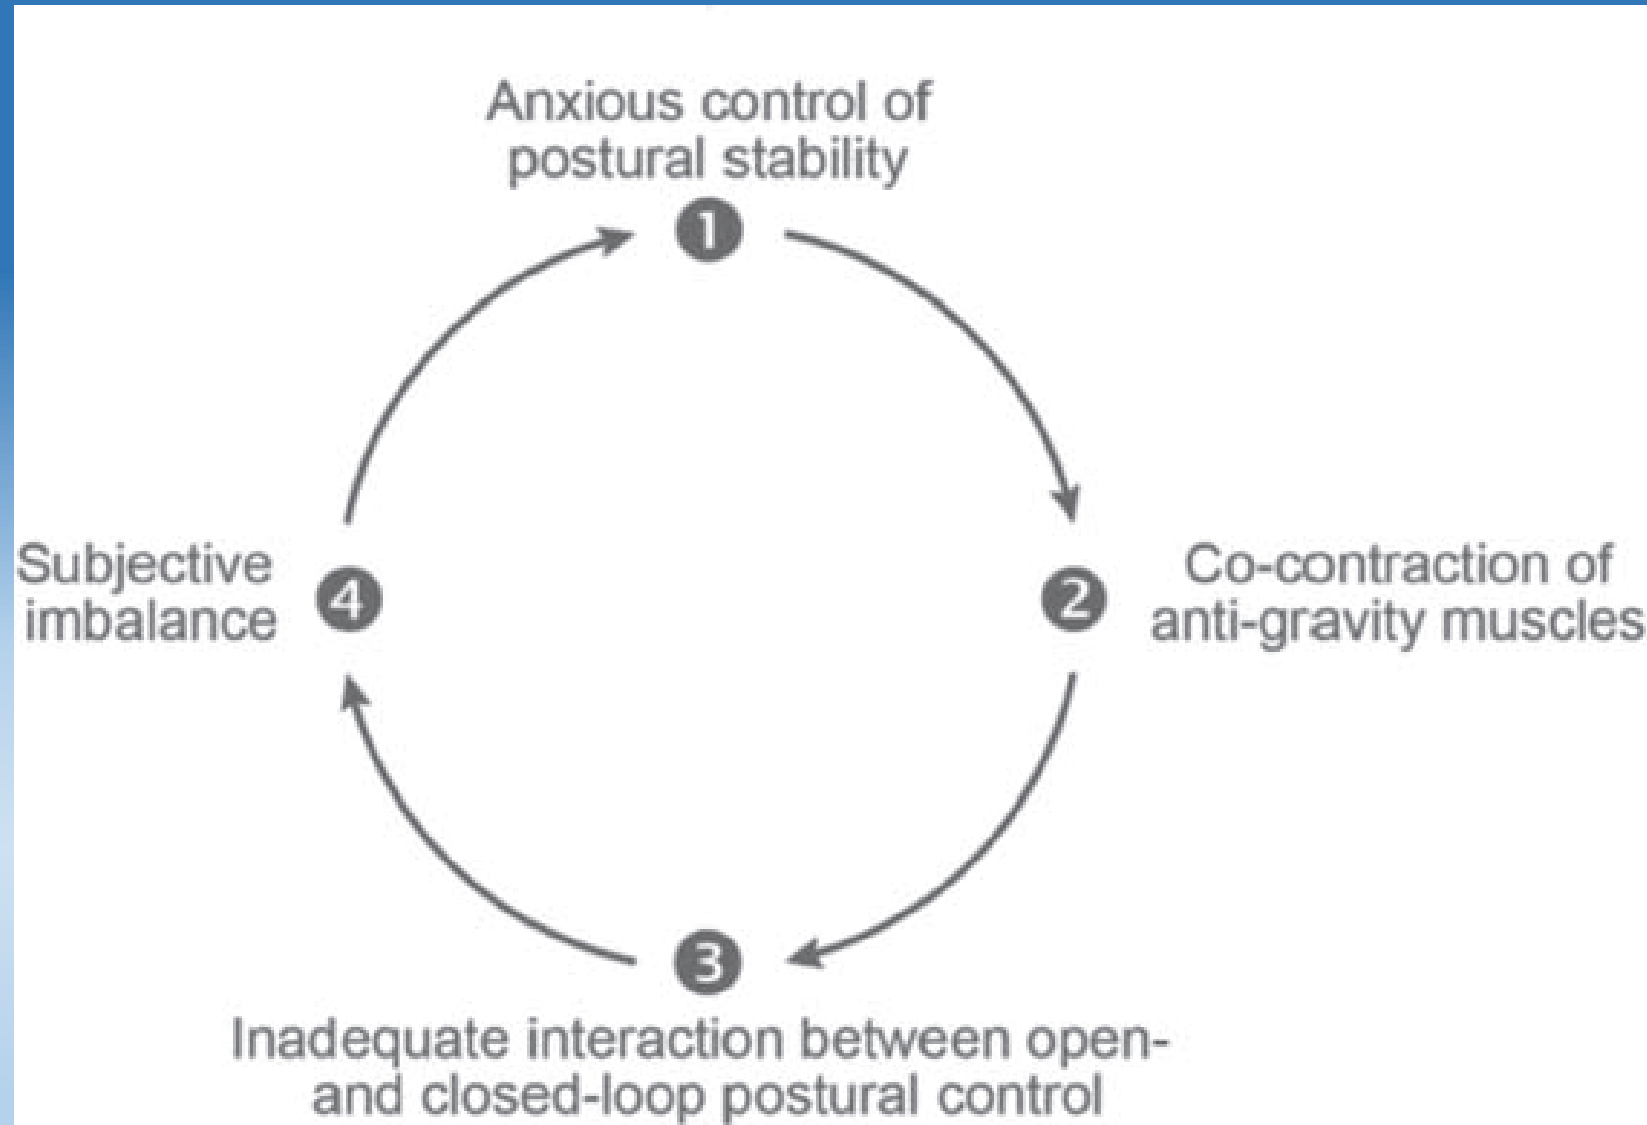 Anxious control of
postural stability
1
Co-contraction of
anti-gravity muscles
2
3
Inadequate interaction between open-
and closed-loop postural control
Subjective
imbalance
4